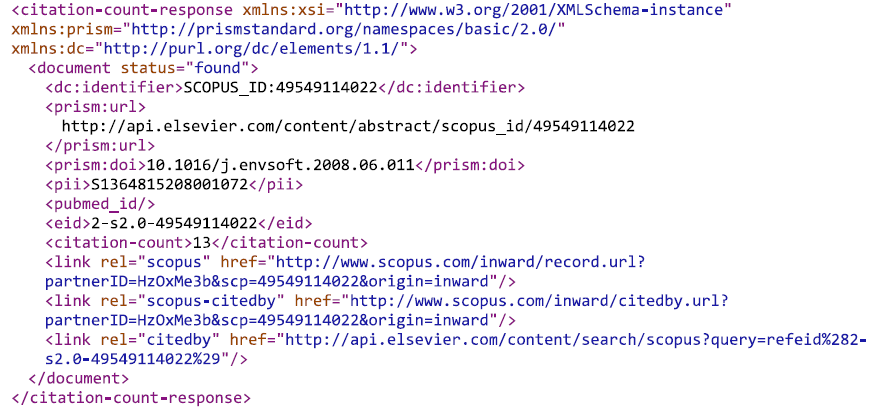 <citation-count-response xmlns:xsi="http://www.w3.org/2001/XMLSchema-instance"
xmlns:prism="http://prismstandard.org/namespaces/basic/2.0/"
xmlns:dc="http://purl.org/dc/elements/1.1/">
<document status="found">
<dc:identifier>SCOPUS_ID:49549114022</dc:identifier>
<prism:url>
http://api.elsevier.com/content/abstract/scopus_id/49549114022
</prism:url>
<prism:doi>10.1016/j.envsoft.2008.06.011</prism:doi>
<pii>S1364815208001072</pii>
<pubmed_id/>
<eid>2-s2.0-49549114022</eid>
<citation-count>13</citation-count>
<link rel="scopus" href="http://www.scopus.com/inward/record.url?
partnerID=HzOxMe3b&scp=49549114022&origin=inward"/>
<link rel="scopus-citedby" href="http://www.scopus.com/inward/citedby.url?
partnerID=HzOxMe3b&scp=49549114022&origin=inward"/>
<link rel="citedby" href="http://api.elsevier.com/content/search/scopus?query=refeid%282-
s2.0-49549114022%29"/>
</document>
</citation-count-response>